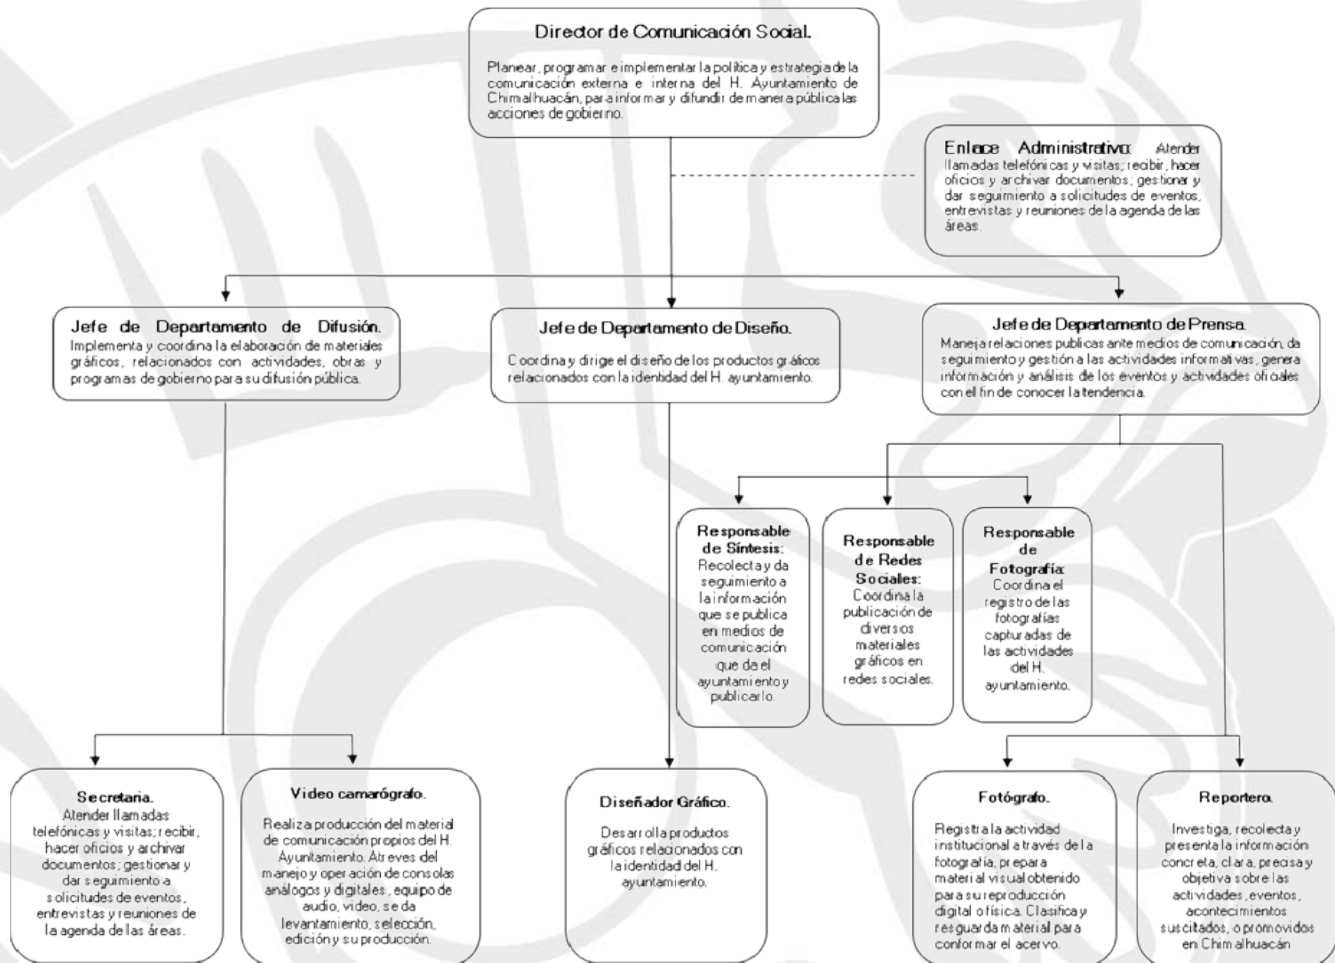 Director de Comunicación Social.
Planear, programar e implementar la política y estrategia de la
comunicación externa e interna del H. Ayuntamiento de
Chimalhuacán, para informar y difundir de manera pública las
acciones de gobierno.
Enlace Administrativo: Atender
llamadas telefónicas y visitas; recibir, hacer
oficios y archivar documentos; gestionar y
dar seguimiento a solicitudes de eventos,
entrevistas y reuniones de la agenda de las
áreas.
Jefe de Departamento de Difusión.
Implementa y coordina la elaboración de materiales
gráficos, relacionados con actividades, obras y
programas de gobierno para su difusión pública.
Jefe de Departamento de Diseño.
Coordina y dirige el diseño de los productos gráficos
relacionados con la identidad del H. ayuntamiento.
Jefe de Departamento de Prensa.
Maneja relaciones publicas ante medios de comunicación, da
seguimiento y gestión a las actividades informativas, genera
información y análisis de los eventos y actividades oficiales
con el fin de conocer la tendencia.
Responsable
de Síntesis:
Recolecta y da
seguimiento a
la información
que se publica
en medios de
comunicación
que da el
ayuntamiento y
publicarlo.
Responsable
de Redes
Sociales:
Coordina la
publicación de
diversos
materiales
gráficos en
redes sociales.
Responsable
de
Fotografía:
Coordina el
registro de las
fotografías
capturadas de
las actividades
del H.
ayuntamiento.
Secretaria.
Atender llamadas
telefónicas y visitas; recibir,
hacer oficios y archivar
documentos; gestionar y
dar seguimiento a
solicitudes de eventos,
entrevistas y reuniones de
la agenda de las áreas.
Video camarógrafo.
Realiza producción del material
de comunicación propios del H.
Ayuntamiento. Atreves del
manejo y operación de consolas
análogos y digitales, equipo de
audio, video, se da
levantamiento, selección,
edición y su producción.
Diseñador Gráfico.
Desarrolla productos
gráficos relacionados con
la identidad del H.
ayuntamiento.
Fotógrafo.
Registra la actividad
institucional a través de la
fotografía, prepara
material visual obtenido
para su reproducción
digital o física. Clasifica y
resguarda material para
conformar el acervo.
Reportero.
Investiga, recolecta y
presenta la información
concreta, clara, precisa y
objetiva sobre las
actividades, eventos,
acontecimientos
suscitados, o promovidos
en Chimalhuacán